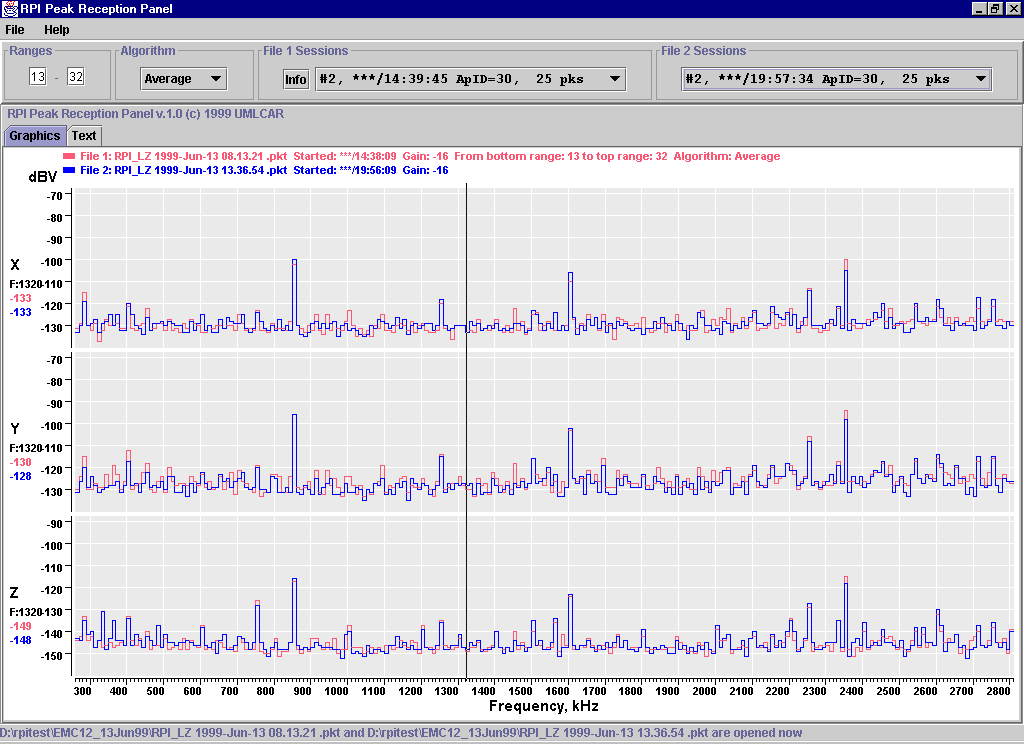 RPI Peak Reception Panel
File Help
Ranges Algorithm File 1 Sessions File 2 Sessions
13 - 32 Average Info #2, ***/14:39:45 ApID=30, 25 pks #2, ***/19:57:34 ApID=30, 25 pks
RPI Peak Reception Panel v.1.0 (c) 1999 UMLCAR
Graphics Text
File 1: RPI_LZ 1999-Jun-13 08.13.21 .pkt Started: ***/14:38:09 Gain: -16 From bottom range: 13 to top range: 32 Algorithm: Average
File 2: RPI_LZ 1999-Jun-13 13.36.54 .pkt Started: ***/19:56:09 Gain: -16
dBV
-70
-80
-90
X -100
F:1320 -110
-133 -120
-133
-130
-70
-80
-90
Y -100
F:1320 -110
-130 -120
-128
-130
-90
-100
-110
Z -120
F:1320 -130
-149 -140
-148
-150
300 400 500 600 700 800 900 1000 1100 1200 1300 1400 1500 1600 1700 1800 1900 2000 2100 2200 2300 2400 2500 2600 2700 2800
Frequency, kHz
D:\rpitest\EMC12_13Jun99\RPI_LZ 1999-Jun-13 08.13.21 .pkt and D:\rpitest\EMC12_13Jun99\RPI_LZ 1999-Jun-13 13.36.54 .pkt are opened now